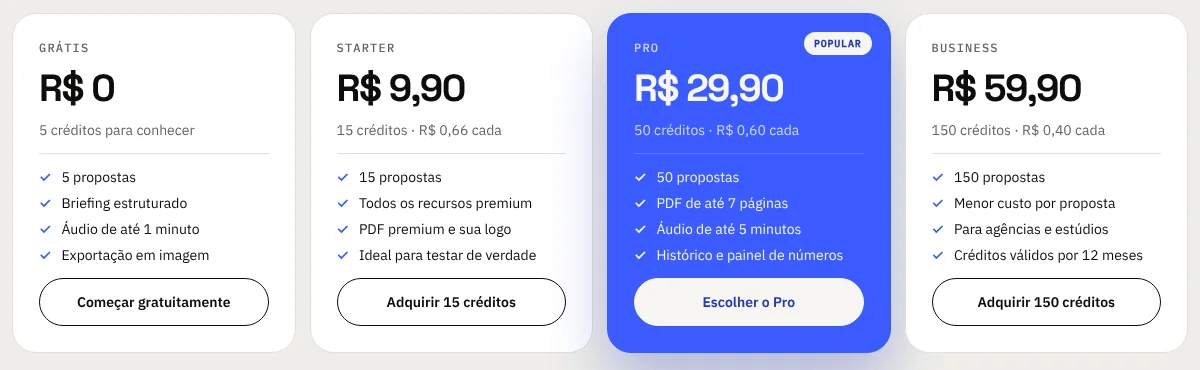 GRÁTIS
R$ 0
5 créditos para conhecer
5 propostas
Briefing estruturado
Áudio de até 1 minuto
Exportação em imagem
Começar gratuitamente
STARTER
R$ 9,90
15 créditos · R$ 0,66 cada
15 propostas
Todos os recursos premium
PDF premium e sua logo
Ideal para testar de verdade
Adquirir 15 créditos
PRO
POPULAR
R$ 29,90
50 créditos · R$ 0,60 cada
50 propostas
PDF de até 7 páginas
Áudio de até 5 minutos
Histórico e painel de números
Escolher o Pro
BUSINESS
R$ 59,90
150 créditos · R$ 0,40 cada
150 propostas
Menor custo por proposta
Para agências e estúdios
Créditos válidos por 12 meses
Adquirir 150 créditos